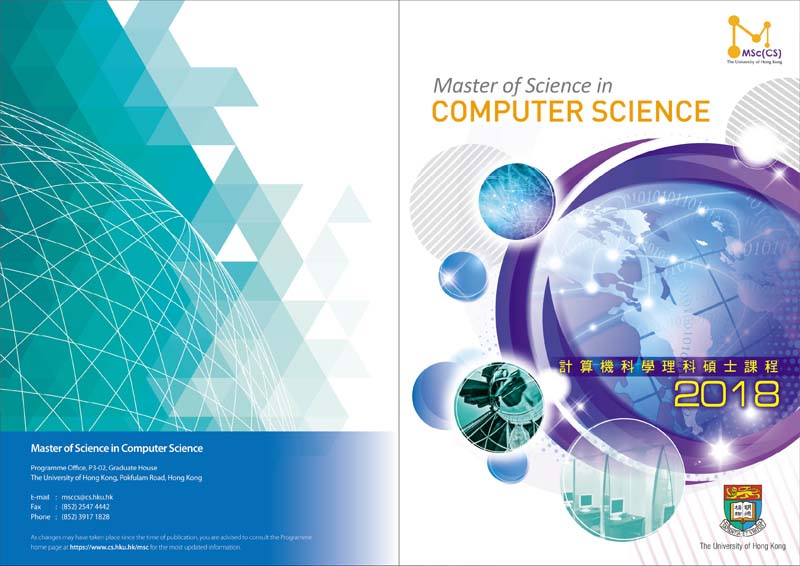 Master of Science in Computer Science
Programme Office, P3-02, Graduate House
The University of Hong Kong, Pokfulam Road, Hong Kong
E-mail : msccs@cs.hku.hk
Fax : (852) 2547 4442
Phone : (852) 3917 1828
As changes may have taken place since the time of publication, you are advised to consult the Programme
home page at https://www.cs.hku.hk/msc for the most updated information.
MSc(CS)
The University of Hong Kong
Master of Science in
COMPUTER SCIENCE
計算機科學理科碩士課程
2018
The University of Hong Kong